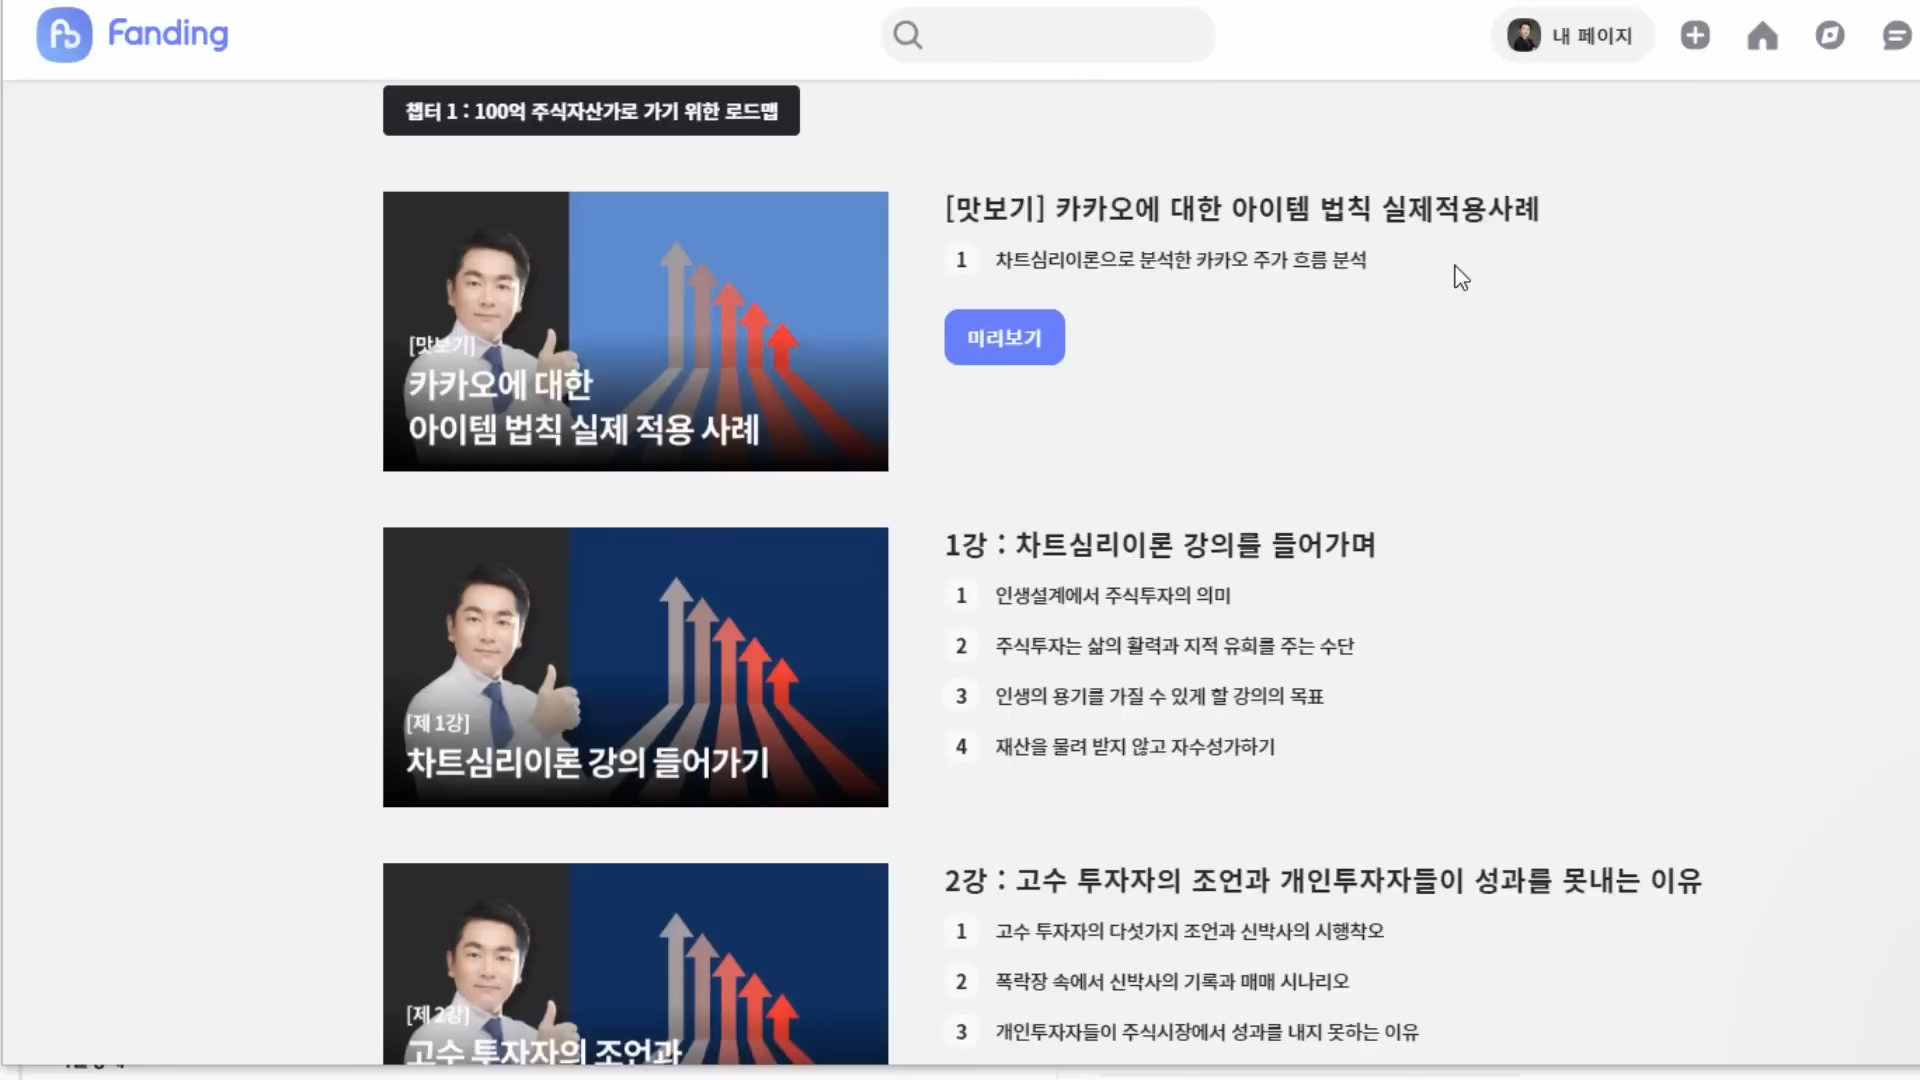 Fanding
내 페이지
챕터 1 : 100억 주식자산가로 가기 위한 로드맵
[맛보기]
카카오에 대한
아이템 법칙 실제 적용 사례
[맛보기] 카카오에 대한 아이템 법칙 실제적용사례
1 차트심리이론으로 분석한 카카오 주가 흐름 분석
미리보기
[제 1강]
차트심리이론 강의 들어가기
1강 : 차트심리이론 강의를 들어가며
1 인생설계에서 주식투자의 의미
2 주식투자는 삶의 활력과 지적 유희를 주는 수단
3 인생의 용기를 가질 수 있게 할 강의의 목표
4 재산을 물려 받지 않고 자수성가하기
[제 2강]
고수 투자자의 조언과
2강 : 고수 투자자의 조언과 개인투자자들이 성과를 못내는 이유
1 고수 투자자의 다섯가지 조언과 신박사의 시행착오
2 폭락장 속에서 신박사의 기록과 매매 시나리오
3 개인투자자들이 주식시장에서 성과를 내지 못하는 이유